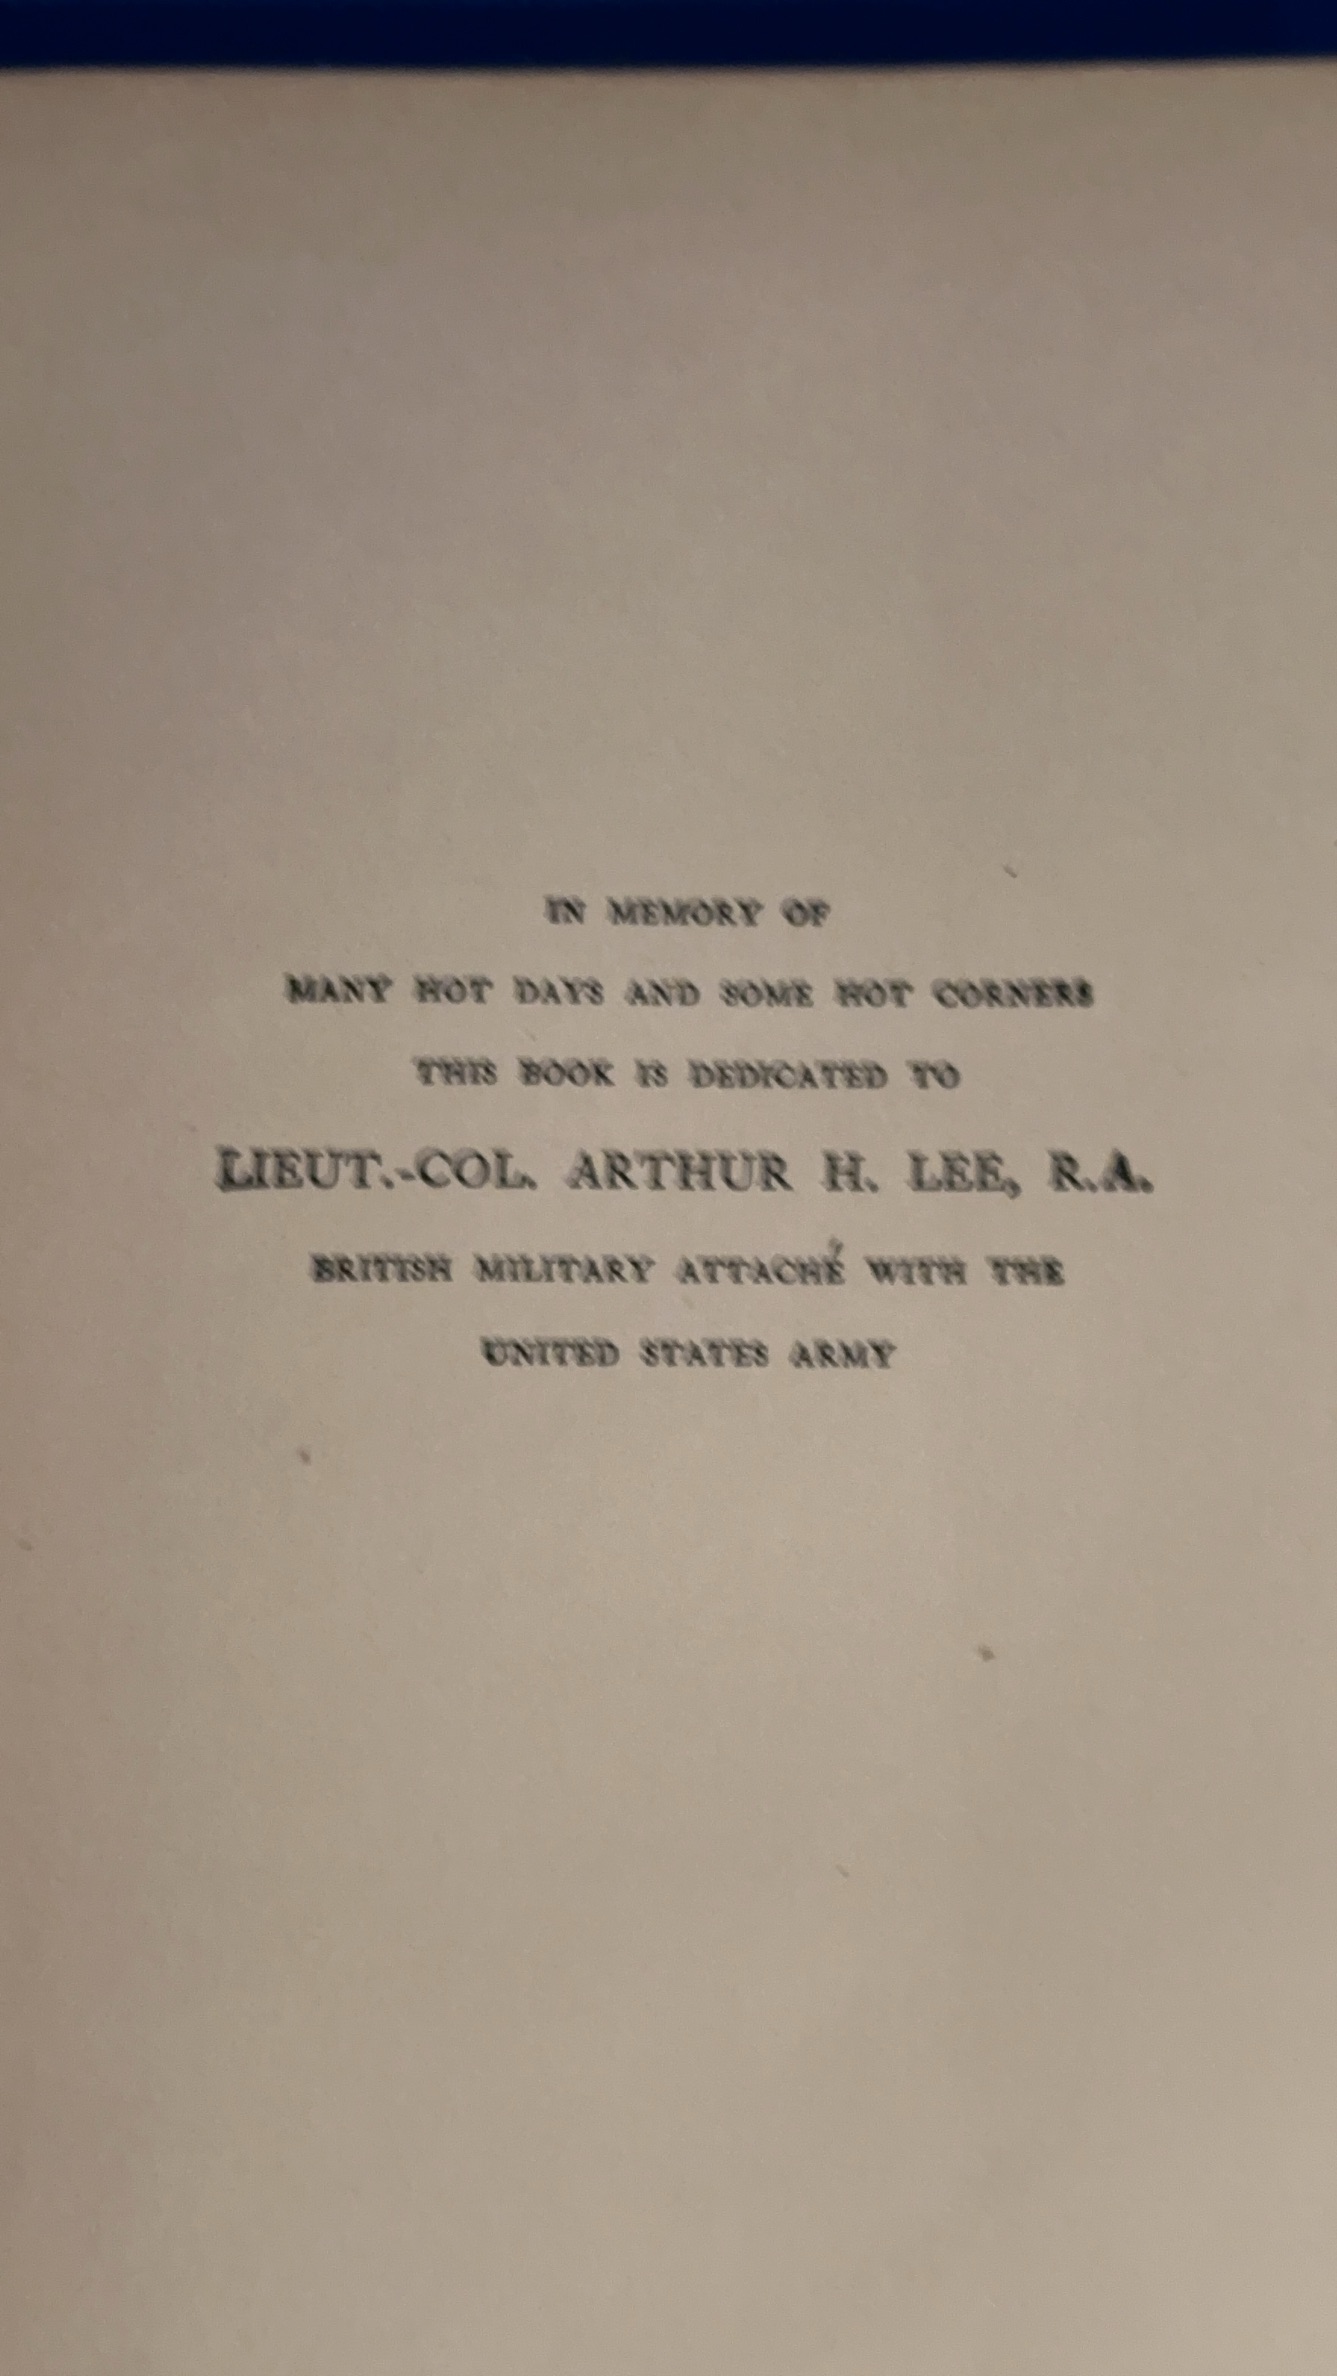 IN MEMORY OF
MANY HOT DAYS AND SOME HOT CORNERS
THIS BOOK IS DEDICATED TO
LIEUT.-COL. ARTHUR H. LEE, R.A.
BRITISH MILITARY ATTACHÉ WITH THE
UNITED STATES ARMY